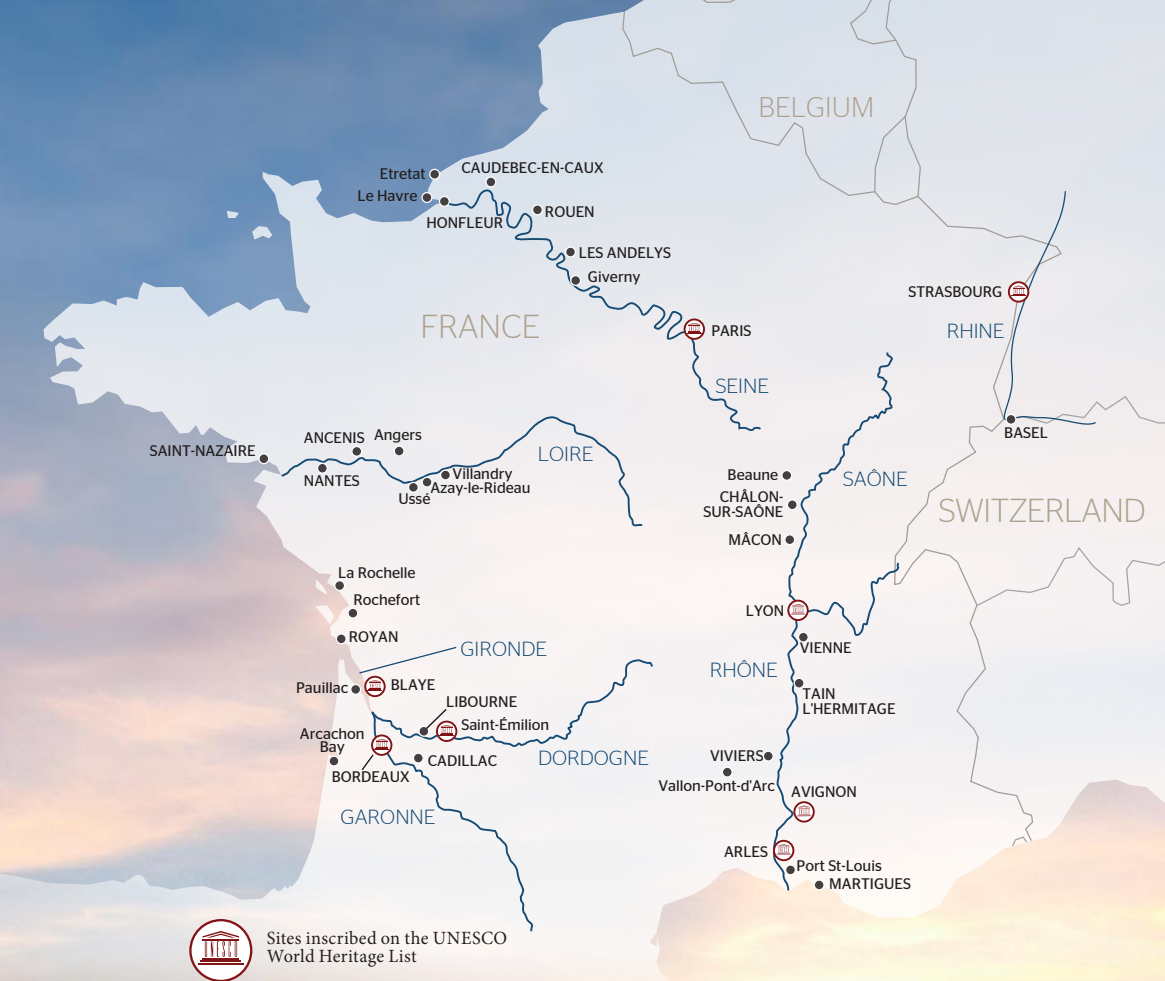 BELGIUM
Etretat
CAUDEBEC-EN-CAUX
Le Havre
HONFLEUR
ROUEN
LES ANDELYS
Giverny
STRASBOURG
FRANCE
PARIS
RHINE
SEINE
BASEL
SAINT-NAZAIRE
ANCENIS
Angers
LOIRE
NANTES
Villandry
Azay-le-Rideau
Ussé
Beaune
SAÔNE
CHÂLON-
SUR-SAÔNE
SWITZERLAND
MÂCON
La Rochelle
Rochefort
LYON
ROYAN
VIENNE
GIRONDE
RHÔNE
Pauillac
BLAYE
TAIN
L'HERMITAGE
LIBOURNE
Saint-Émilion
Arcachon
Bay
BORDEAUX
CADILLAC
DORDOGNE
VIVIERS
Vallon-Pont-d'Arc
AVIGNON
GARONNE
ARLES
Port St-Louis
MARTIGUES
UNESCO
Sites inscribed on the UNESCO
World Heritage List